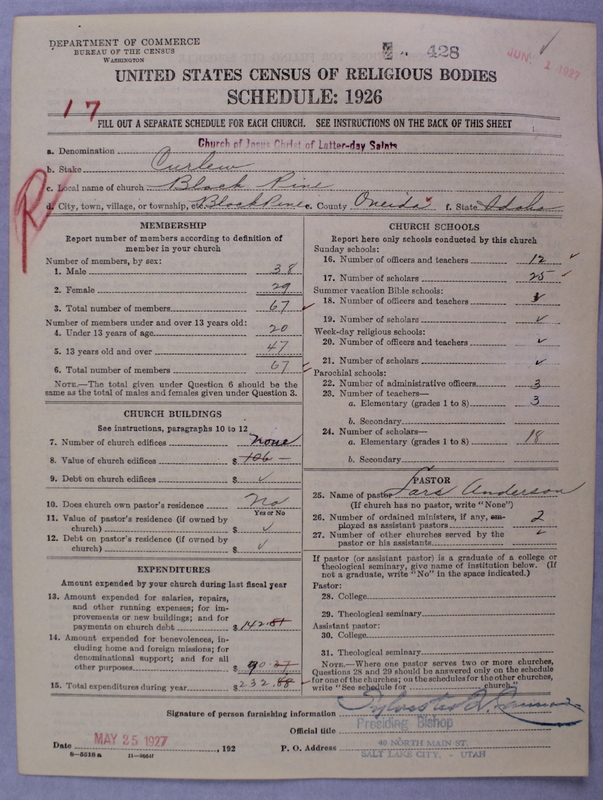 DEPARTMENT OF COMMERCE
BUREAU OF THE CENSUS
WASHINGTON
428
JUN 1 1927
UNITED STATES CENSUS OF RELIGIOUS BODIES
SCHEDULE: 1926
17
FILL OUT A SEPARATE SCHEDULE FOR EACH CHURCH. SEE INSTRUCTIONS ON THE BACK OF THIS SHEET
R
a. Denomination Church of Jesus Christ of Latter-day Saints
b. Stake Curlew
c. Local name of church Black Pine
d. City, town, village, or township, etc. Black Pine e. County Oneida f. State Idaho
MEMBERSHIP
Report number of members according to definition of
member in your church
Number of members, by sex:
1. Male 38
2. Female 29
3. Total number of members 67
Number of members under and over 13 years old:
4. Under 13 years of age 20
5. 13 years old and over 47
6. Total number of members 67
NOTE.—The total given under Question 6 should be the
same as the total of males and females given under Question 3.
CHURCH BUILDINGS
See instructions, paragraphs 10 to 12
7. Number of church edifices none
8. Value of church edifices $ 106 —
9. Debt on church edifices $ ✓
10. Does church own pastor's residence No
Yes or No
11. Value of pastor's residence (if owned by
church) $ ✓
12. Debt on pastor's residence (if owned by
church) $ ✓
EXPENDITURES
Amount expended by your church during last fiscal year
13. Amount expended for salaries, repairs,
and other running expenses; for im-
provements or new buildings; and for
payments on church debt $ 142.
14. Amount expended for benevolences, in-
cluding home and foreign missions; for
denominational support; and for all
other purposes $ 90.
15. Total expenditures during year $ 232.
CHURCH SCHOOLS
Report here only schools conducted by this church
Sunday schools:
16. Number of officers and teachers 12
17. Number of scholars 25
Summer vacation Bible schools:
18. Number of officers and teachers ✓
19. Number of scholars ✓
Week-day religious schools:
20. Number of officers and teachers ✓
21. Number of scholars ✓
Parochial schools:
22. Number of administrative officers 3
23. Number of teachers—
a. Elementary (grades 1 to 8) 3
b. Secondary
24. Number of scholars—
a. Elementary (grades 1 to 8) 18
b. Secondary
PASTOR
25. Name of pastor Lars Anderson
(If church has no pastor, write "None")
26. Number of ordained ministers, if any, em-
ployed as assistant pastors 2
27. Number of other churches served by the
pastor or his assistants ✓
If pastor (or assistant pastor) is a graduate of a college or
theological seminary, give name of institution below. (If
not a graduate, write "No" in the space indicated.)
Pastor:
28. College
29. Theological seminary
Assistant pastor:
30. College
31. Theological seminary
NOTE.—Where one pastor serves two or more churches,
Questions 28 and 29 should be answered only on the schedule
for one of the churches; on the schedules for the other churches,
write "See schedule for church."
Signature of person furnishing information Sylvester Q. Cannon
Official title Presiding Bishop
Date MAY 25 1927, 192 P. O. Address 40 NORTH MAIN ST.
SALT LAKE CITY, - UTAH
8—5516a